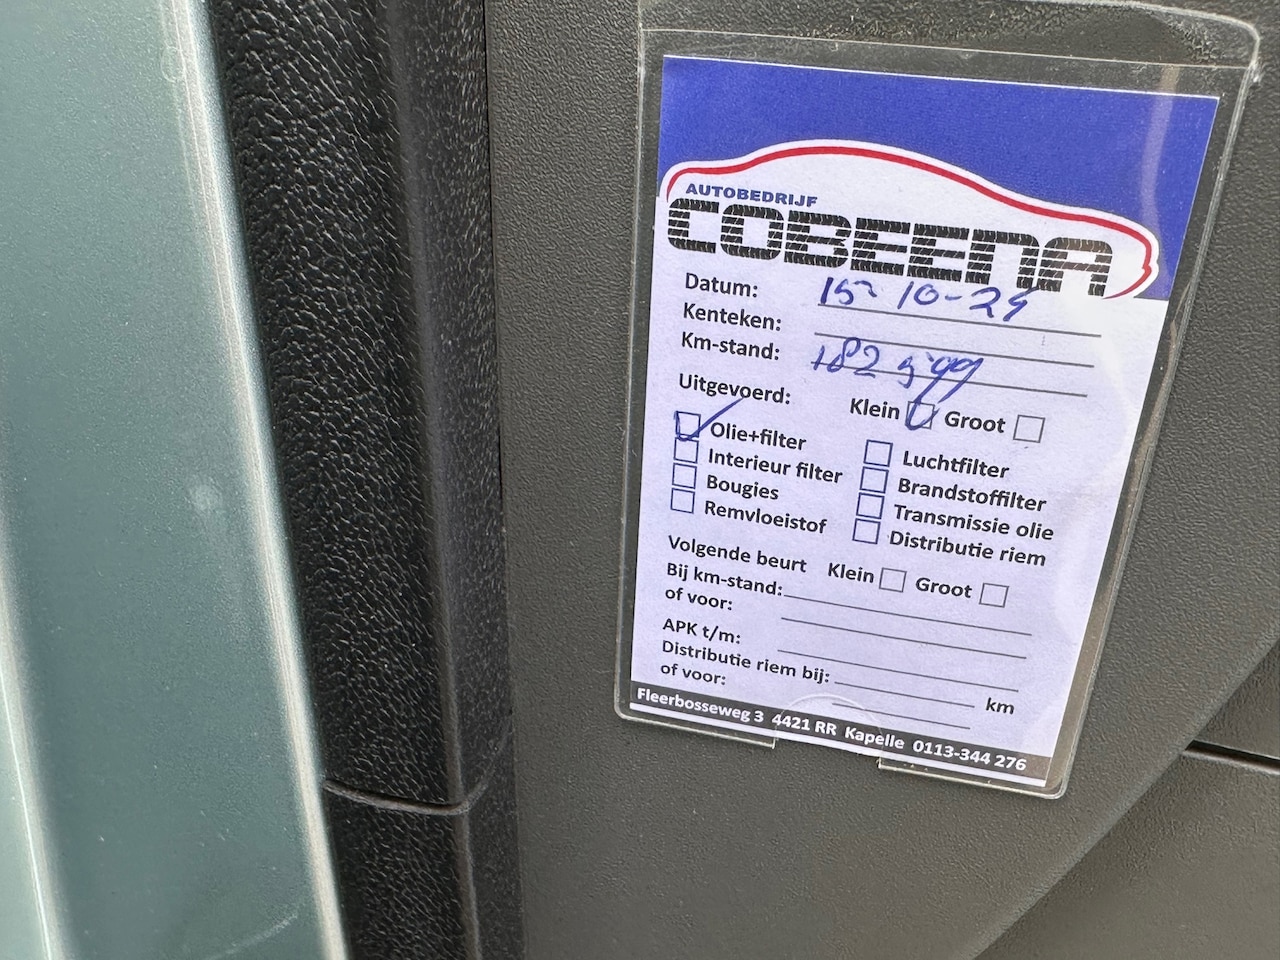 AUTOBEDRIJF
COBEENA
Datum: 15-10-24
Kenteken:
Km-stand: 182
Uitgevoerd: Klein Groot
Olie+filter Luchtfilter
Interieur filter Brandstoffilter
Bougies Transmissie olie
Remvloeistof Distributie riem
Volgende beurt Klein Groot
Bij km-stand:
of voor:
APK t/m:
Distributie riem bij: km
of voor:
Fleerbosseweg 3 4421 RR Kapelle 0113-344 276